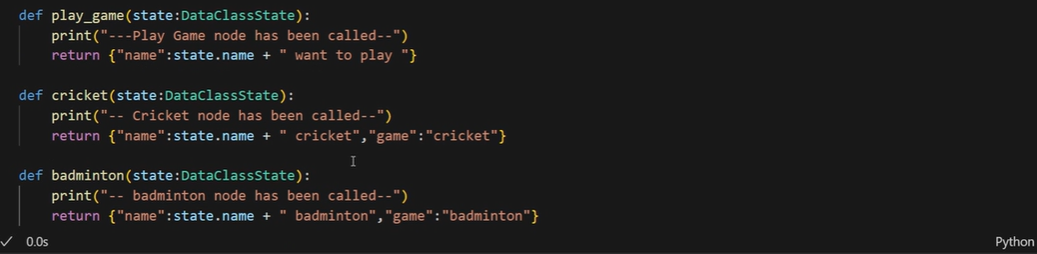 def play_game(state:DataClassState):
    print("---Play Game node has been called--")
    return {"name":state.name + " want to play "}

def cricket(state:DataClassState):
    print("-- Cricket node has been called--")
    return {"name":state.name + " cricket","game":"cricket"}

def badminton(state:DataClassState):
    print("-- badminton node has been called--")
    return {"name":state.name + " badminton","game":"badminton"}
0.0s Python